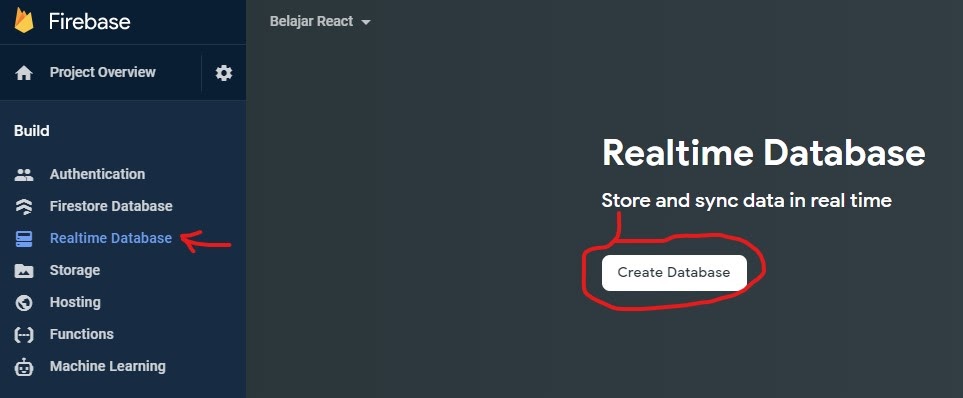 Firebase
Belajar React
Project Overview
Build
Authentication
Firestore Database
Realtime Database
Storage
Hosting
Functions
Machine Learning
Realtime Database
Store and sync data in real time
Create Database